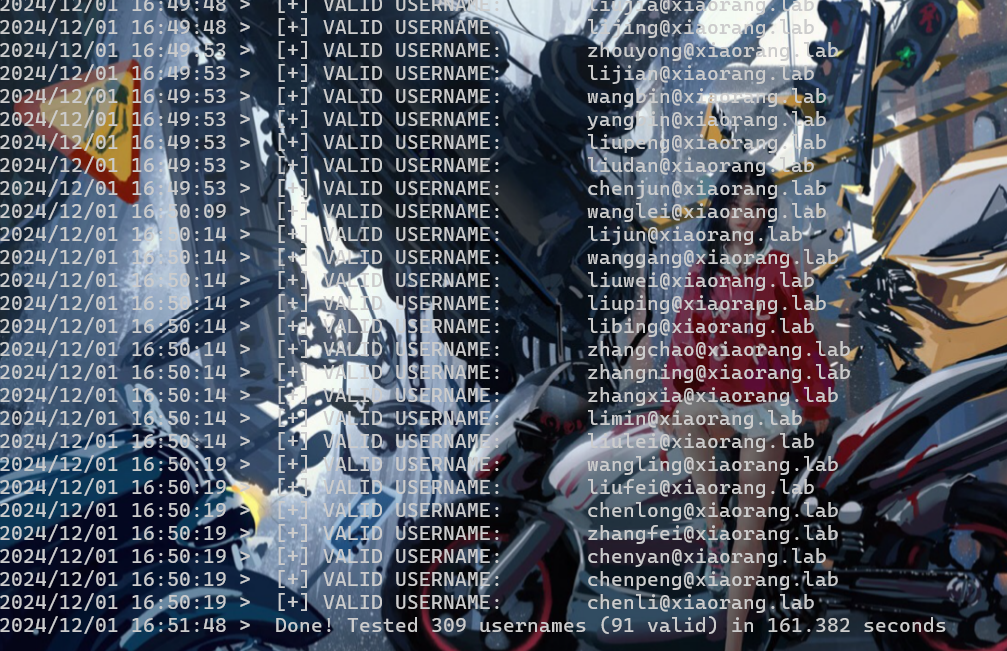 2024/12/01 16:49:48 > [+] VALID USERNAME: lijia@xiaorang.lab
2024/12/01 16:49:48 > [+] VALID USERNAME: lijing@xiaorang.lab
2024/12/01 16:49:53 > [+] VALID USERNAME: zhouyong@xiaorang.lab
2024/12/01 16:49:53 > [+] VALID USERNAME: lijian@xiaorang.lab
2024/12/01 16:49:53 > [+] VALID USERNAME: wangbin@xiaorang.lab
2024/12/01 16:49:53 > [+] VALID USERNAME: yangbin@xiaorang.lab
2024/12/01 16:49:53 > [+] VALID USERNAME: liupeng@xiaorang.lab
2024/12/01 16:49:53 > [+] VALID USERNAME: liudan@xiaorang.lab
2024/12/01 16:49:53 > [+] VALID USERNAME: chenjun@xiaorang.lab
2024/12/01 16:50:09 > [+] VALID USERNAME: wanglei@xiaorang.lab
2024/12/01 16:50:14 > [+] VALID USERNAME: lijun@xiaorang.lab
2024/12/01 16:50:14 > [+] VALID USERNAME: wanggang@xiaorang.lab
2024/12/01 16:50:14 > [+] VALID USERNAME: liuwei@xiaorang.lab
2024/12/01 16:50:14 > [+] VALID USERNAME: liuping@xiaorang.lab
2024/12/01 16:50:14 > [+] VALID USERNAME: libing@xiaorang.lab
2024/12/01 16:50:14 > [+] VALID USERNAME: zhangchao@xiaorang.lab
2024/12/01 16:50:14 > [+] VALID USERNAME: zhangning@xiaorang.lab
2024/12/01 16:50:14 > [+] VALID USERNAME: zhangxia@xiaorang.lab
2024/12/01 16:50:14 > [+] VALID USERNAME: limin@xiaorang.lab
2024/12/01 16:50:14 > [+] VALID USERNAME: liulei@xiaorang.lab
2024/12/01 16:50:19 > [+] VALID USERNAME: wangling@xiaorang.lab
2024/12/01 16:50:19 > [+] VALID USERNAME: liufei@xiaorang.lab
2024/12/01 16:50:19 > [+] VALID USERNAME: chenlong@xiaorang.lab
2024/12/01 16:50:19 > [+] VALID USERNAME: zhangfei@xiaorang.lab
2024/12/01 16:50:19 > [+] VALID USERNAME: chenyan@xiaorang.lab
2024/12/01 16:50:19 > [+] VALID USERNAME: chenpeng@xiaorang.lab
2024/12/01 16:50:19 > [+] VALID USERNAME: chenli@xiaorang.lab
2024/12/01 16:51:48 > Done! Tested 309 usernames (91 valid) in 161.382 seconds